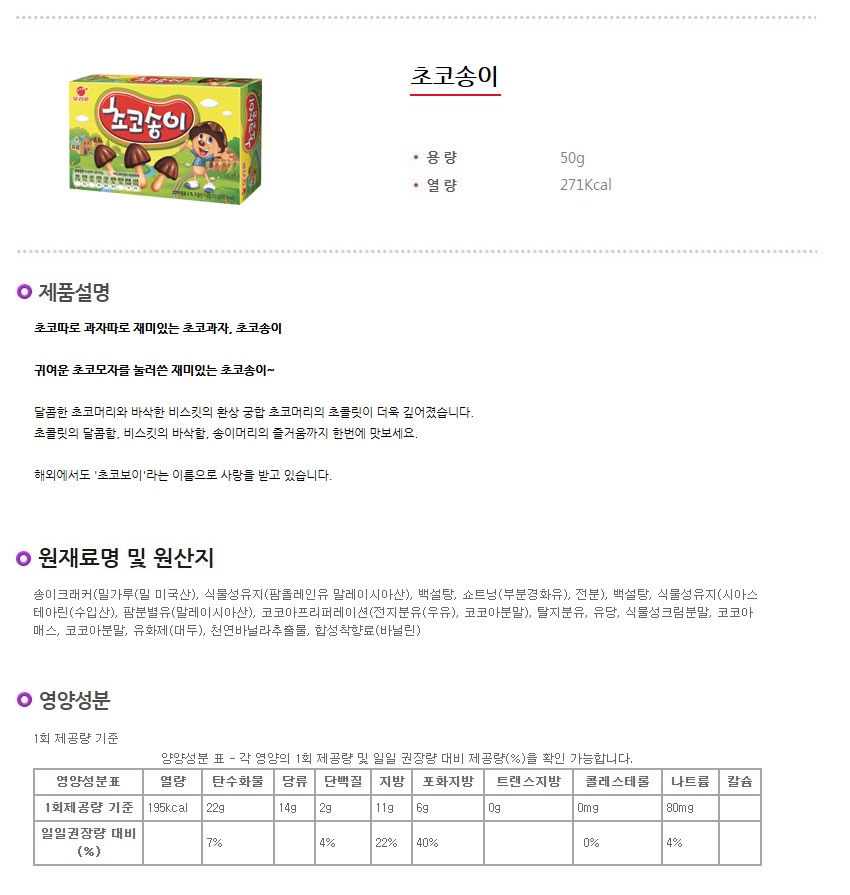 오리온
초코송이
초코송이
초코송이
용 량 50g
열 량 271Kcal
제품설명
초코따로 과자따로 재미있는 초코과자, 초코송이
귀여운 초코모자를 눌러쓴 재미있는 초코송이~
달콤한 초코머리와 바삭한 비스킷의 환상 궁합 초코머리의 초콜릿이 더욱 깊어졌습니다.
초콜릿의 달콤함, 비스킷의 바삭함, 송이머리의 즐거움까지 한번에 맛보세요.
해외에서도 '초코보이'라는 이름으로 사랑을 받고 있습니다.
원재료명 및 원산지
송이크래커(밀가루(밀 미국산), 식물성유지(팜올레인유 말레이시아산), 백설탕, 쇼트닝(부분경화유), 전분), 백설탕, 식물성유지(시아스
테아린(수입산), 팜분별유(말레이시아산), 코코아프리퍼레이션(전지분유(우유), 코코아분말), 탈지분유, 유당, 식물성크림분말, 코코아
매스, 코코아분말, 유화제(대두), 천연바닐라추출물, 합성착향료(바닐린)
영양성분
1회 제공량 기준
양양성분 표 - 각 영양의 1회 제공량 및 일일 권장량 대비 제공량(%)을 확인 가능합니다.
영양성분표 열량 탄수화물 당류 단백질 지방 포화지방 트랜스지방 콜레스테롤 나트륨 칼슘
1회제공량 기준 195kcal 22g 14g 2g 11g 6g 0g 0mg 80mg
일일권장량 대비
(%) 7% 4% 22% 40% 0% 4%